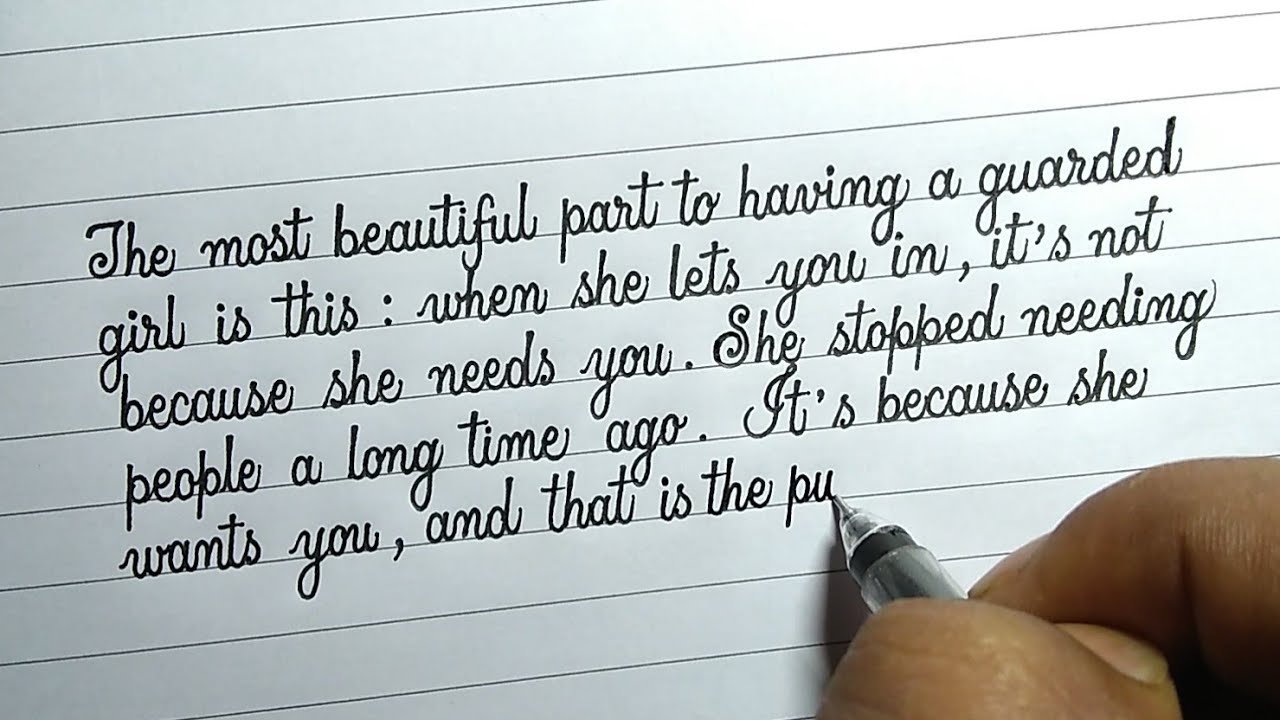 The most beautiful part to having a guarded
girl is this: when she lets you in, it's not
because she needs you. She stopped needing
people a long time ago. It's because she
wants you, and that is the pu